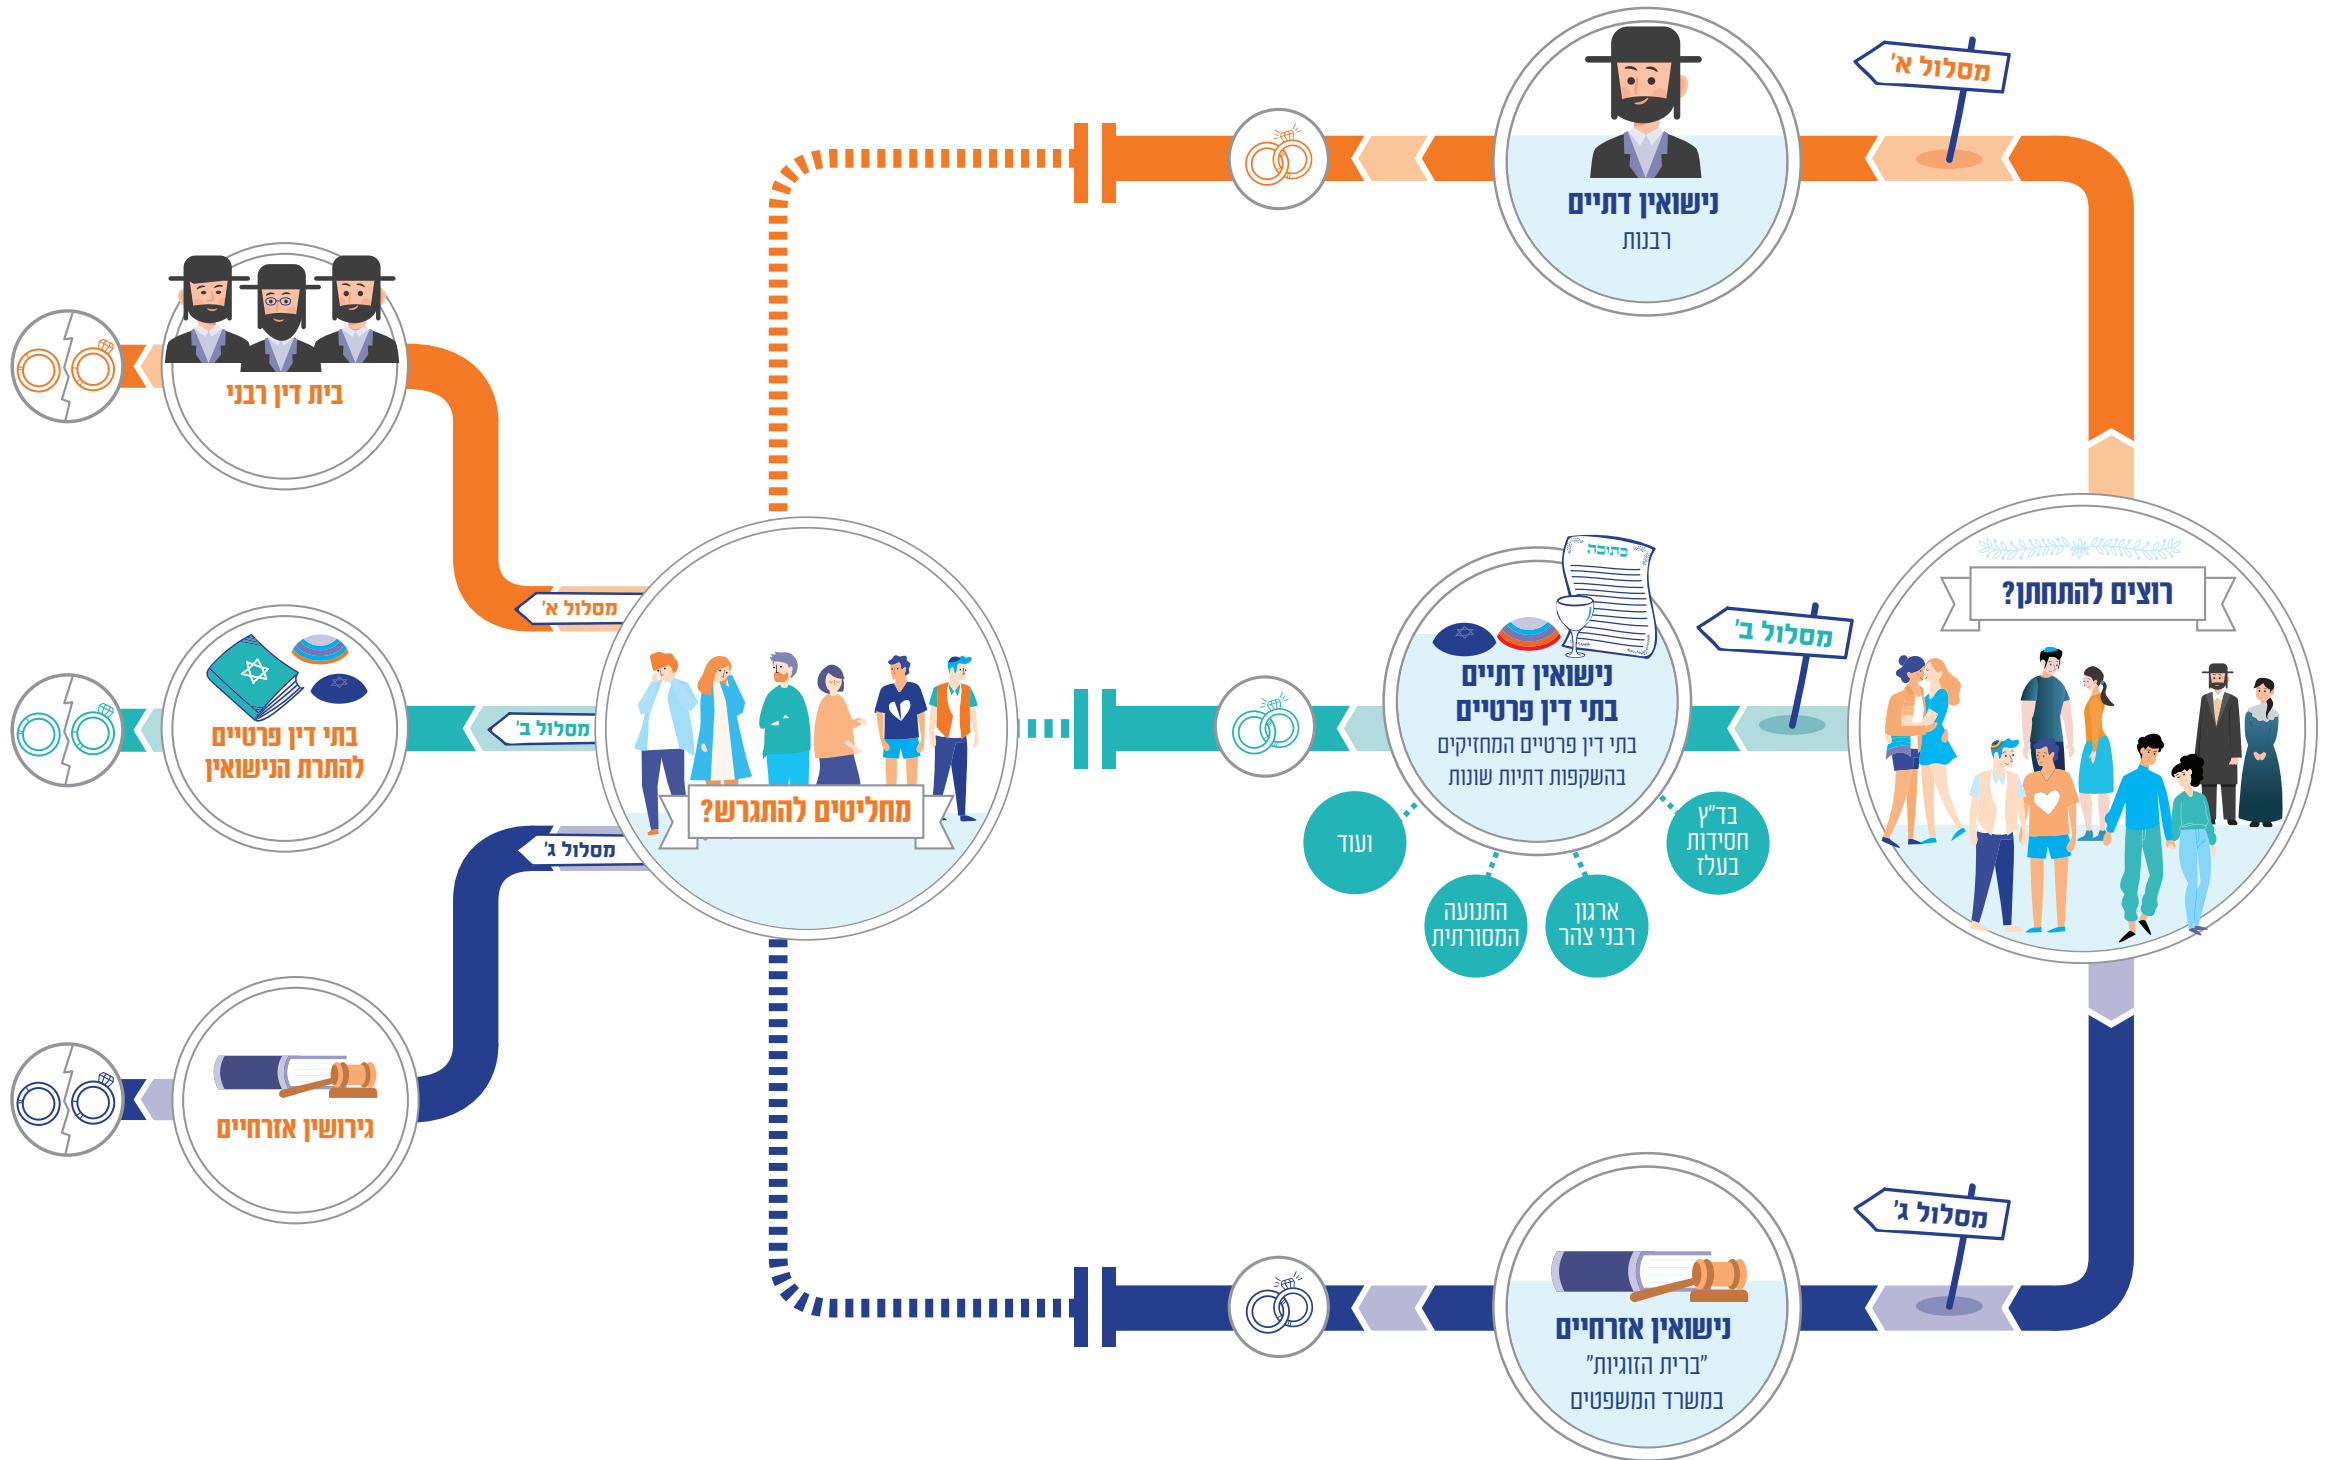 רוצים להתחתן?
מסלול א'
נישואין דתיים
רבנות
מסלול ב'
כתובה
נישואין דתיים
בתי דין פרטיים
בתי דין פרטיים המחזיקים
בהשקפות דתיות שונות
בד"ץ
חסידות
בעלז
ארגון
רבני צהר
התנועה
המסורתית
ועוד
מסלול ג'
נישואין אזרחיים
"ברית הזוגיות"
במשרד המשפטים
מחליטים להתגרש?
מסלול א'
בית דין רבני
מסלול ב'
בתי דין פרטיים
להתרת הנישואין
מסלול ג'
גירושין אזרחיים